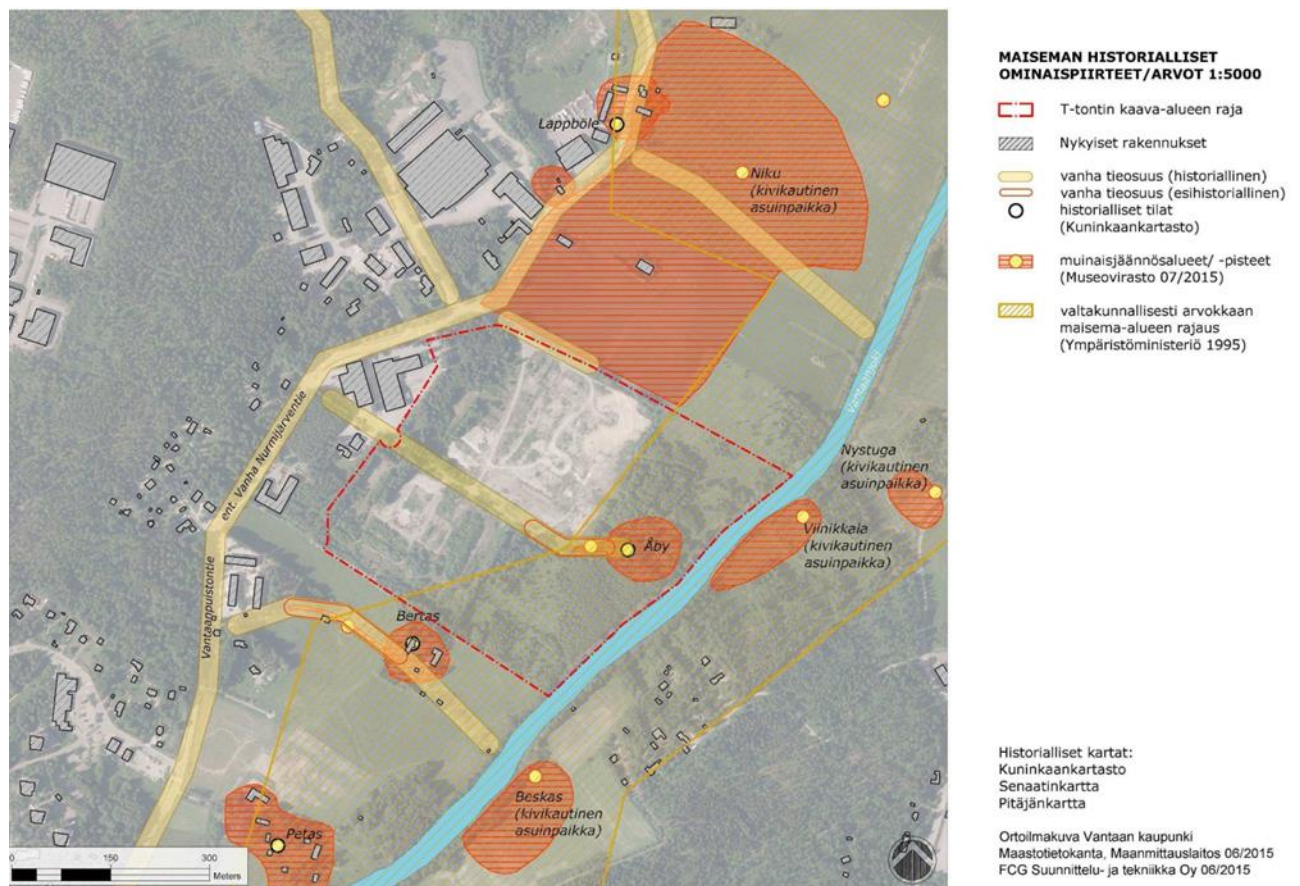 MAISEMAN HISTORIALLISET
OMINAISPIIRTEET/ARVOT 1:5000
T-tontin kaava-alueen raja
Nykyiset rakennukset
vanha tieosuus (historiallinen)
vanha tieosuus (esihistoriallinen)
historialliset tilat
(Kuninkaankartasto)
muinaisjäännösalueet/ -pisteet
(Museovirasto 07/2015)
valtakunnallisesti arvokkaan
maisema-alueen rajaus
(Ympäristöministeriö 1995)
Lappböle
Niku
(kivikautinen
asuinpaikka)
Vantaanjoki
ent. Vanha Nurmijärventie
Vantaanpuistontie
Nystuga
(kivikautinen
asuinpaikka)
Viinikkala
(kivikautinen
asuinpaikka)
Åby
Bertas
Beskas
(kivikautinen
asuinpaikka)
Petas
0 150 300
Meters
Historialliset kartat:
Kuninkaankartasto
Senaatinkartta
Pitäjänkartta
Ortoilmakuva Vantaan kaupunki
Maastotietokanta, Maanmittauslaitos 06/2015
FCG Suunnittelu- ja tekniikka Oy 06/2015